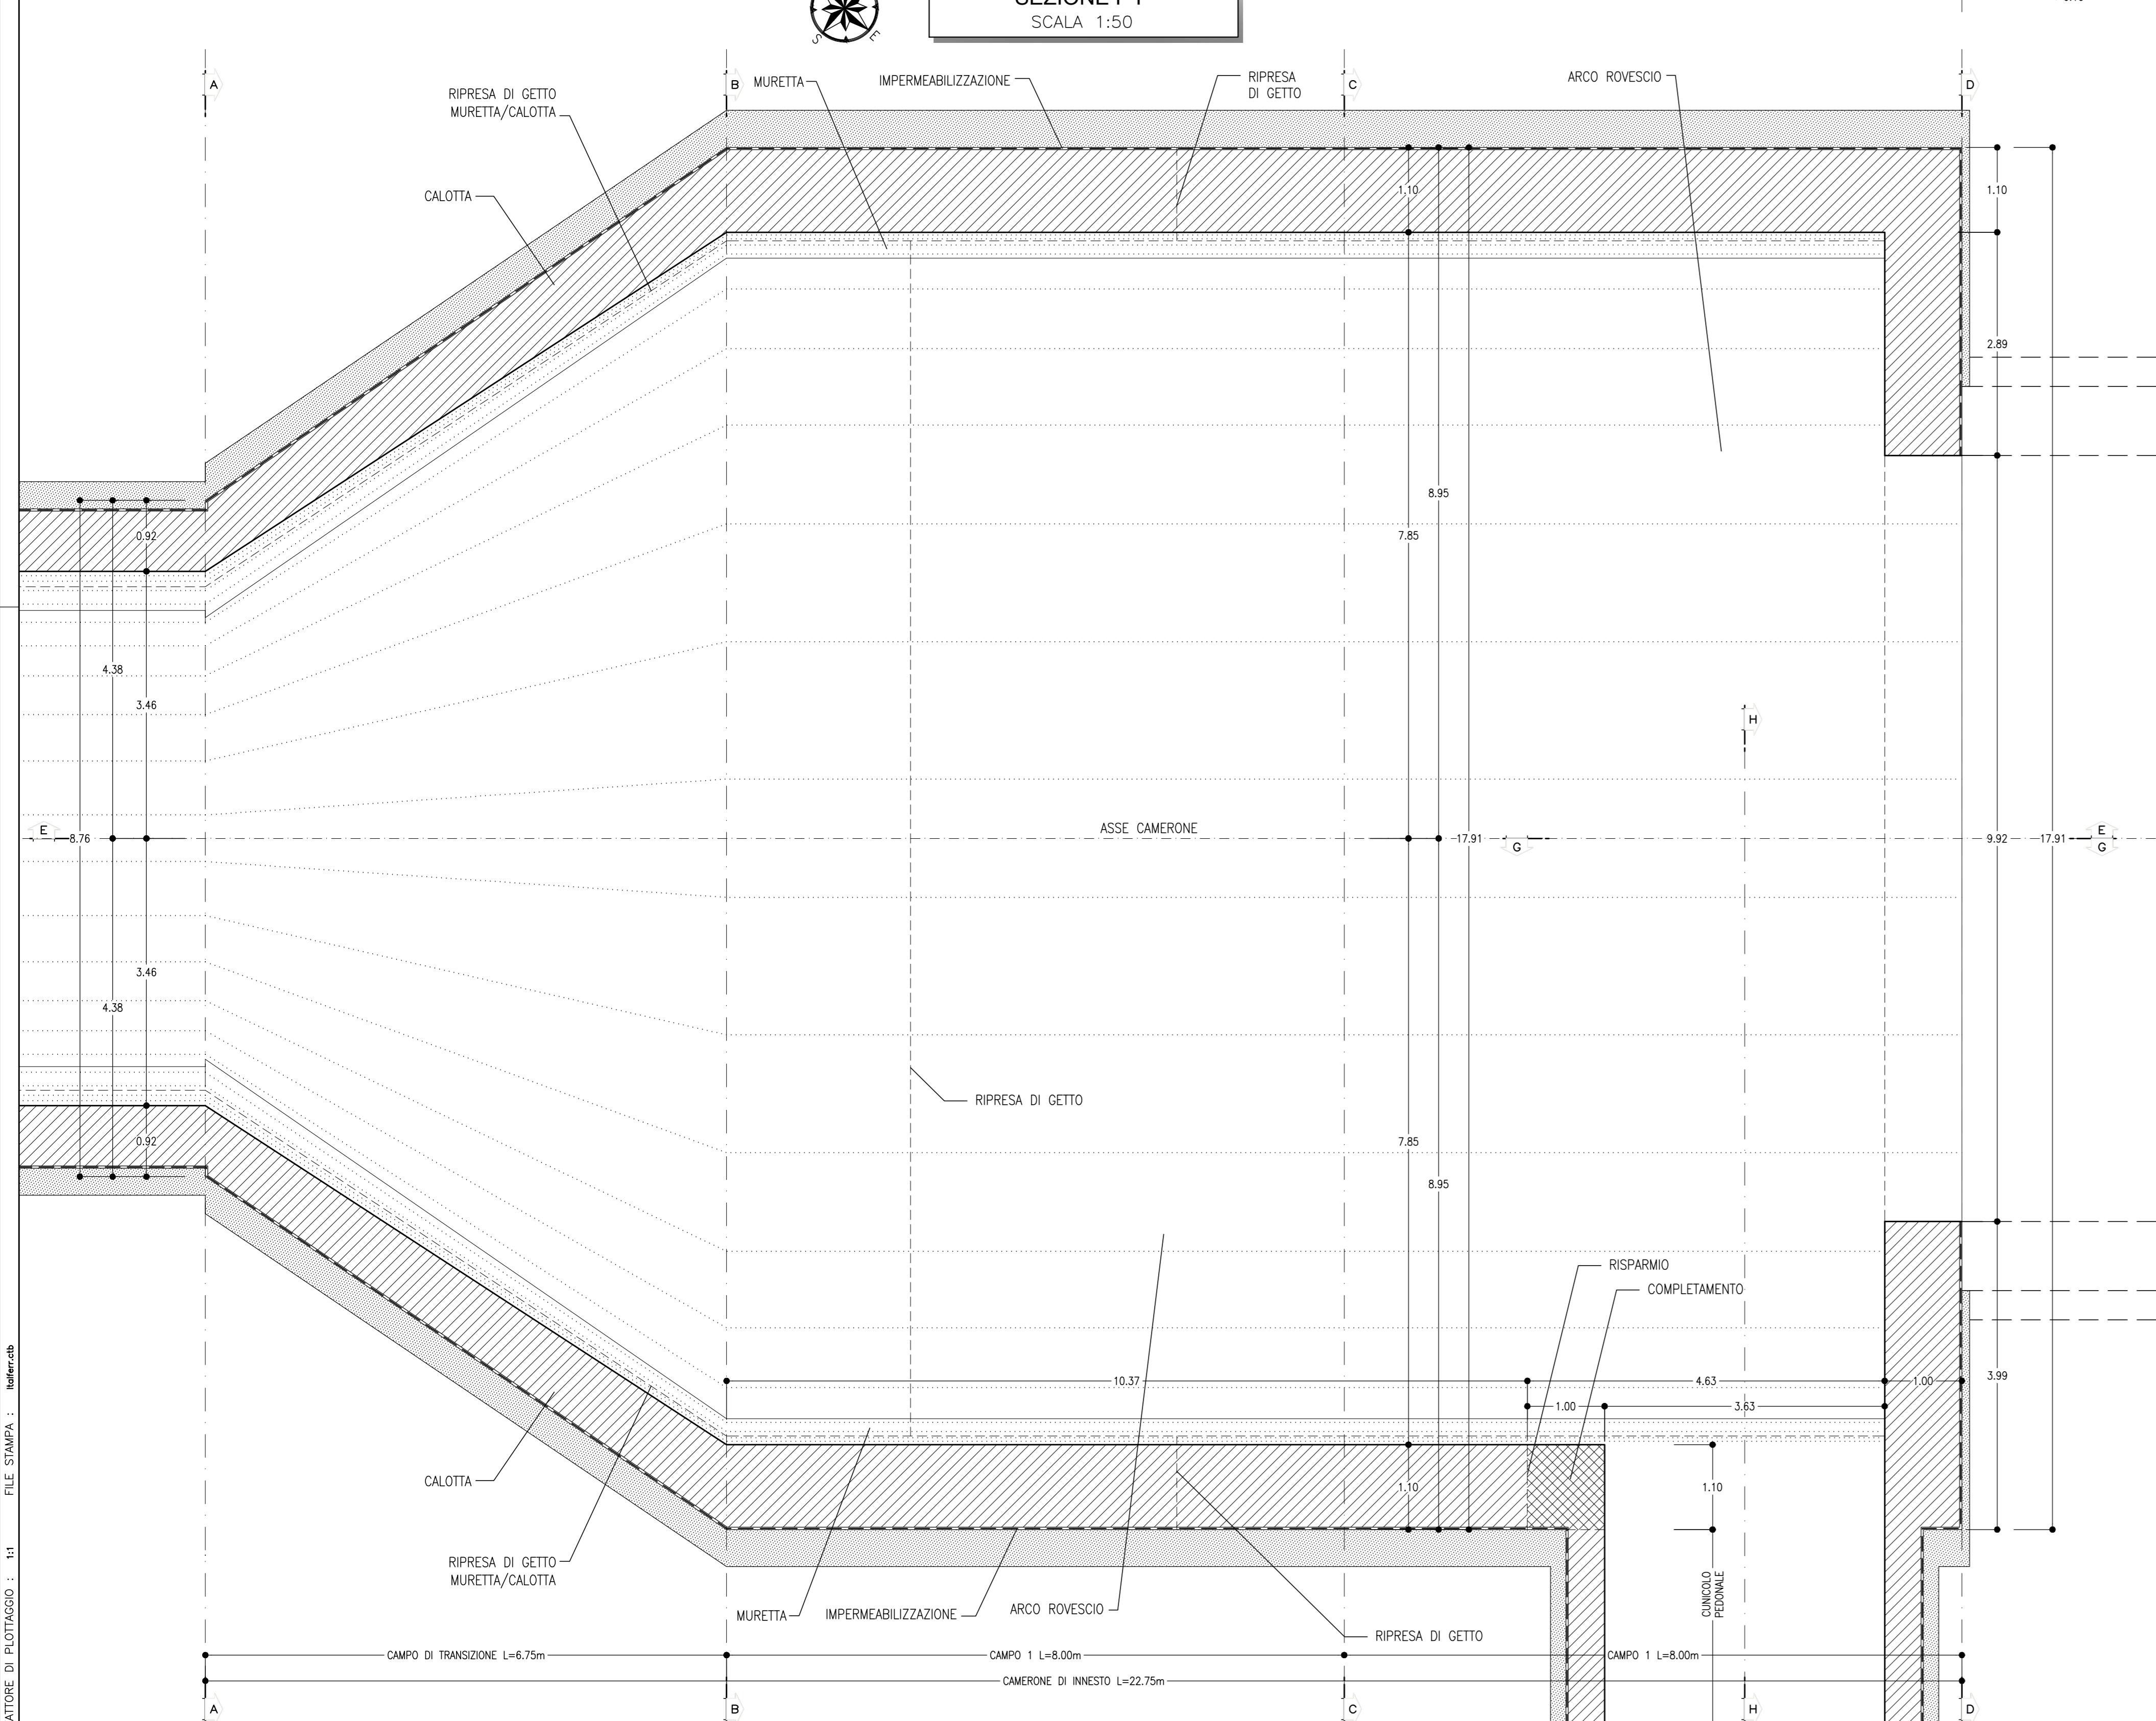 SEZIONE F-F
SCALA 1:50
S
E
A
B
C
D
RIPRESA DI GETTO
MURETTA/CALOTTA
MURETTA
IMPERMEABILIZZAZIONE
RIPRESA
DI GETTO
ARCO ROVESCIO
CALOTTA
1.10
1.10
2.89
8.95
7.85
0.92
4.38
3.46
H
E
8.76
ASSE CAMERONE
17.91
G
9.92
17.91
E
G
3.46
4.38
RIPRESA DI GETTO
0.92
7.85
8.95
RISPARMIO
COMPLETAMENTO
10.37
4.63
1.00
3.99
1.00
3.63
CALOTTA
1.10
1.10
RIPRESA DI GETTO
MURETTA/CALOTTA
MURETTA
IMPERMEABILIZZAZIONE
ARCO ROVESCIO
RIPRESA DI GETTO
CUNICOLO
PEDONALE
CAMPO DI TRANSIZIONE L=6.75m
CAMPO 1 L=8.00m
CAMPO 1 L=8.00m
CAMERONE DI INNESTO L=22.75m
A
B
C
H
D
ATTORE DI PLOTTAGGIO : 1:1 FILE STAMPA : Italferr.ctb